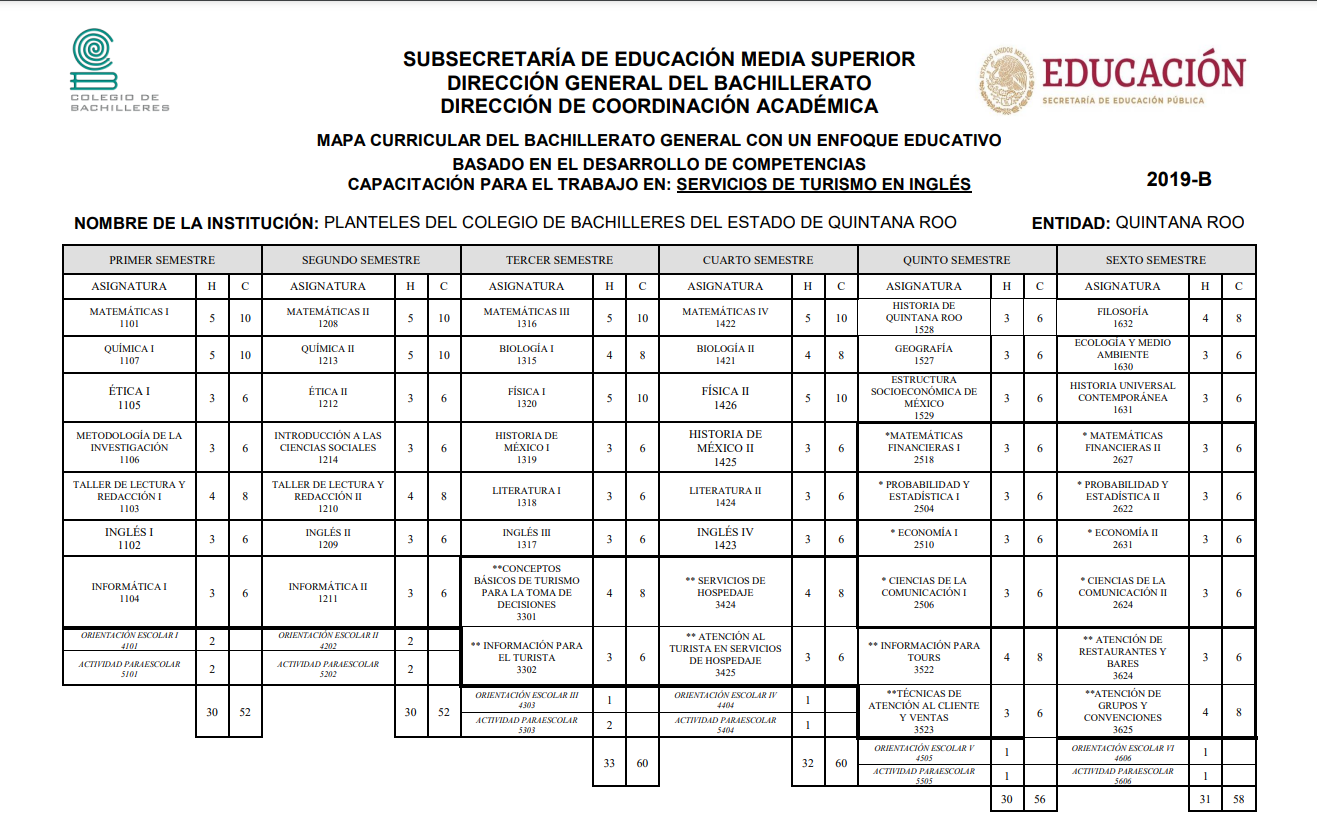 COLEGIO DE
BACHILLERES
SUBSECRETARÍA DE EDUCACIÓN MEDIA SUPERIOR
DIRECCIÓN GENERAL DEL BACHILLERATO
DIRECCIÓN DE COORDINACIÓN ACADÉMICA
ESTADOS UNIDOS MEXICANOS
EDUCACIÓN
SECRETARÍA DE EDUCACIÓN PÚBLICA
MAPA CURRICULAR DEL BACHILLERATO GENERAL CON UN ENFOQUE EDUCATIVO
BASADO EN EL DESARROLLO DE COMPETENCIAS
CAPACITACIÓN PARA EL TRABAJO EN: SERVICIOS DE TURISMO EN INGLÉS
2019-B
NOMBRE DE LA INSTITUCIÓN: PLANTELES DEL COLEGIO DE BACHILLERES DEL ESTADO DE QUINTANA ROO
ENTIDAD: QUINTANA ROO
PRIMER SEMESTRE
ASIGNATURA H C
MATEMÁTICAS I
1101
5 10
QUÍMICA I
1107
5 10
ÉTICA I
1105
3 6
METODOLOGÍA DE LA
INVESTIGACIÓN
1106
3 6
TALLER DE LECTURA Y
REDACCIÓN I
1103
4 8
INGLÉS I
1102
3 6
INFORMÁTICA I
1104
3 6
ORIENTACIÓN ESCOLAR I
4101
2
ACTIVIDAD PARAESCOLAR
5101
2
30 52
SEGUNDO SEMESTRE
ASIGNATURA H C
MATEMÁTICAS II
1208
5 10
QUÍMICA II
1213
5 10
ÉTICA II
1212
3 6
INTRODUCCIÓN A LAS
CIENCIAS SOCIALES
1214
3 6
TALLER DE LECTURA Y
REDACCIÓN II
1210
4 8
INGLÉS II
1209
3 6
INFORMÁTICA II
1211
3 6
ORIENTACIÓN ESCOLAR II
4202
2
ACTIVIDAD PARAESCOLAR
5202
2
30 52
TERCER SEMESTRE
ASIGNATURA H C
MATEMÁTICAS III
1316
5 10
BIOLOGÍA I
1315
4 8
FÍSICA I
1320
5 10
HISTORIA DE
MÉXICO I
1319
3 6
LITERATURA I
1318
3 6
INGLÉS III
1317
3 6
**CONCEPTOS
BÁSICOS DE TURISMO
PARA LA TOMA DE
DECISIONES
3301
4 8
** INFORMACIÓN PARA
EL TURISTA
3302
3 6
ORIENTACIÓN ESCOLAR III
4303
1
ACTIVIDAD PARAESCOLAR
5303
2
33 60
CUARTO SEMESTRE
ASIGNATURA H C
MATEMÁTICAS IV
1422
5 10
BIOLOGÍA II
1421
4 8
FÍSICA II
1426
5 10
HISTORIA DE
MÉXICO II
1425
3 6
LITERATURA II
1424
3 6
INGLÉS IV
1423
3 6
** SERVICIOS DE
HOSPEDAJE
3424
4 8
** ATENCIÓN AL
TURISTA EN SERVICIOS
DE HOSPEDAJE
3425
3 6
ORIENTACIÓN ESCOLAR IV
4404
1
ACTIVIDAD PARAESCOLAR
5404
1
32 60
QUINTO SEMESTRE
ASIGNATURA H C
HISTORIA DE
QUINTANA ROO
1528
3 6
GEOGRAFÍA
1527
3 6
ESTRUCTURA
SOCIOECONÓMICA DE
MÉXICO
1529
3 6
*MATEMÁTICAS
FINANCIERAS I
2518
3 6
* PROBABILIDAD Y
ESTADÍSTICA I
2504
3 6
* ECONOMÍA I
2510
3 6
* CIENCIAS DE LA
COMUNICACIÓN I
2506
3 6
** INFORMACIÓN PARA
TOURS
3522
4 8
**TÉCNICAS DE
ATENCIÓN AL CLIENTE
Y VENTAS
3523
3 6
ORIENTACIÓN ESCOLAR V
4505
1
ACTIVIDAD PARAESCOLAR
5505
1
30 56
SEXTO SEMESTRE
ASIGNATURA H C
FILOSOFÍA
1632
4 8
ECOLOGÍA Y MEDIO
AMBIENTE
1630
3 6
HISTORIA UNIVERSAL
CONTEMPORÁNEA
1631
3 6
* MATEMÁTICAS
FINANCIERAS II
2627
3 6
* PROBABILIDAD Y
ESTADÍSTICA II
2622
3 6
* ECONOMÍA II
2631
3 6
* CIENCIAS DE LA
COMUNICACIÓN II
2624
3 6
** ATENCIÓN DE
RESTAURANTES Y
BARES
3624
3 6
**ATENCIÓN DE
GRUPOS Y
CONVENCIONES
3625
4 8
ORIENTACIÓN ESCOLAR VI
4606
1
ACTIVIDAD PARAESCOLAR
5606
1
31 58